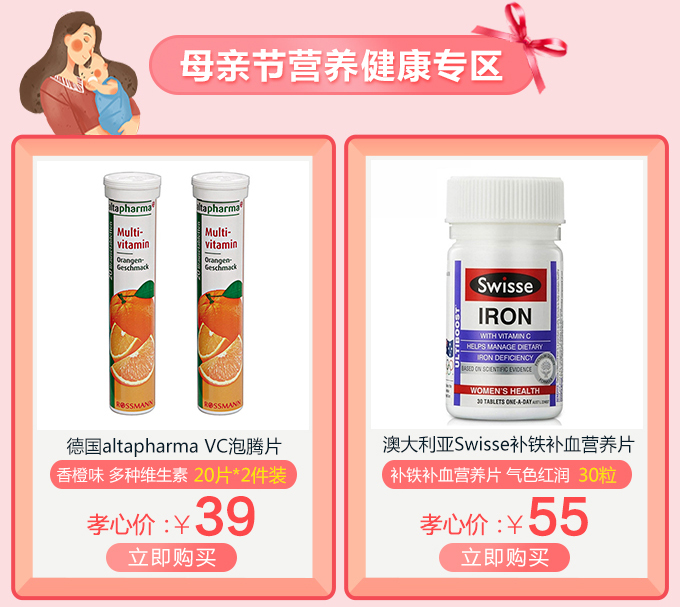 母亲节营养健康专区
altapharma
Multi-
vitamin
Orangen-
Geschmack
ROSSMANN
altapharma
Multi-
vitamin
Orangen-
Geschmack
ROSSMANN
德国altapharma VC泡腾片
香橙味 多种维生素 20片*2件装
孝心价:￥39
立即购买
Swisse
ULTIBOOST
IRON
WITH VITAMIN C
HELPS MANAGE DIETARY
IRON DEFICIENCY
BASED ON SCIENTIFIC EVIDENCE
WOMEN'S HEALTH
30 TABLETS ONE-A-DAY
澳大利亚Swisse补铁补血营养片
补铁补血营养片 气色红润 30粒
孝心价:￥55
立即购买